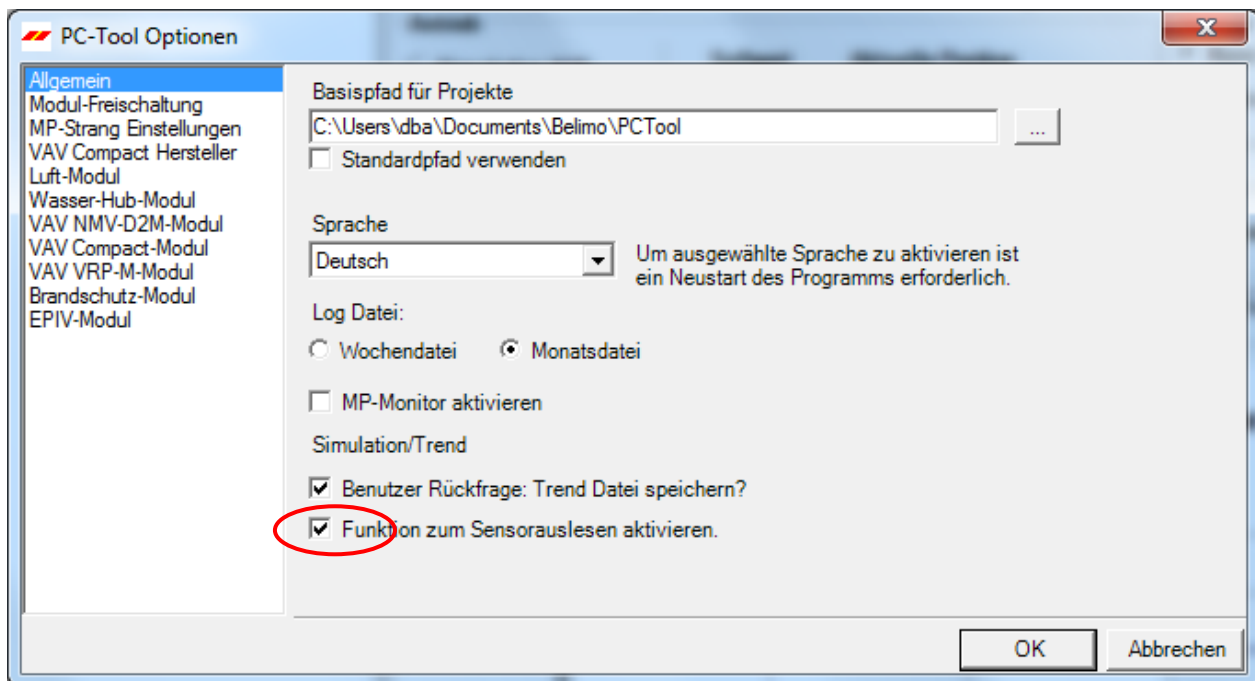 PC-Tool Optionen
Allgemein
Modul-Freischaltung
MP-Strang Einstellungen
VAV Compact Hersteller
Luft-Modul
Wasser-Hub-Modul
VAV NMV-D2M-Modul
VAV Compact-Modul
VAV VRP-M-Modul
Brandschutz-Modul
EPIV-Modul
Basispfad für Projekte
C:\Users\dba\Documents\Belimo\PCTool
...
Standardpfad verwenden
Sprache
Deutsch
Um ausgewählte Sprache zu aktivieren ist
ein Neustart des Programms erforderlich.
Log Datei:
Wochendatei Monatsdatei
MP-Monitor aktivieren
Simulation/Trend
Benutzer Rückfrage: Trend Datei speichern?
Funktion zum Sensorauslesen aktivieren.
OK Abbrechen